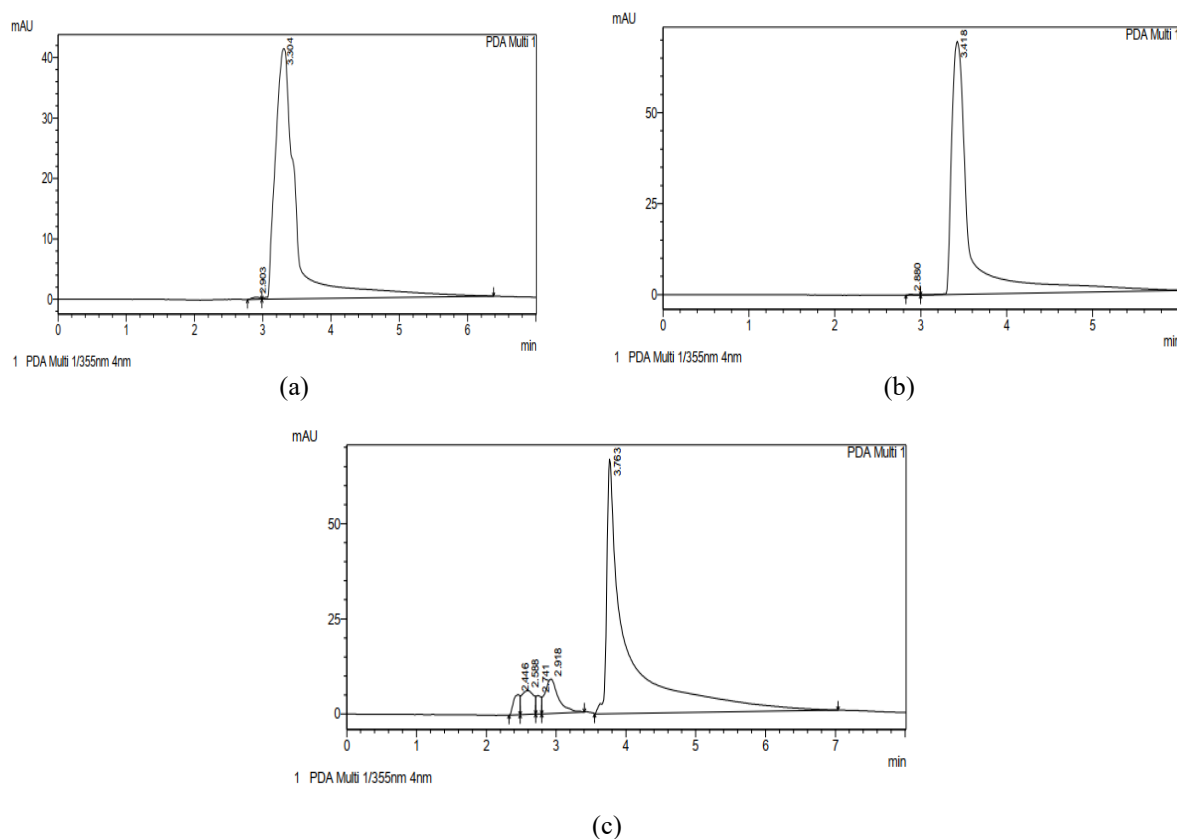 mAU
PDA Multi 1
3.304
40
30
20
10
0
2.903
0 1 2 3 4 5 6
min
1 PDA Multi 1/355nm 4nm
(a)
mAU
PDA Multi 1
3.418
50
25
0
2.880
0 1 2 3 4 5
min
1 PDA Multi 1/355nm 4nm
(b)
mAU
PDA Multi 1
3.763
50
25
0
2.446
2.588
2.741
2.918
0 1 2 3 4 5 6 7
min
1 PDA Multi 1/355nm 4nm
(c)